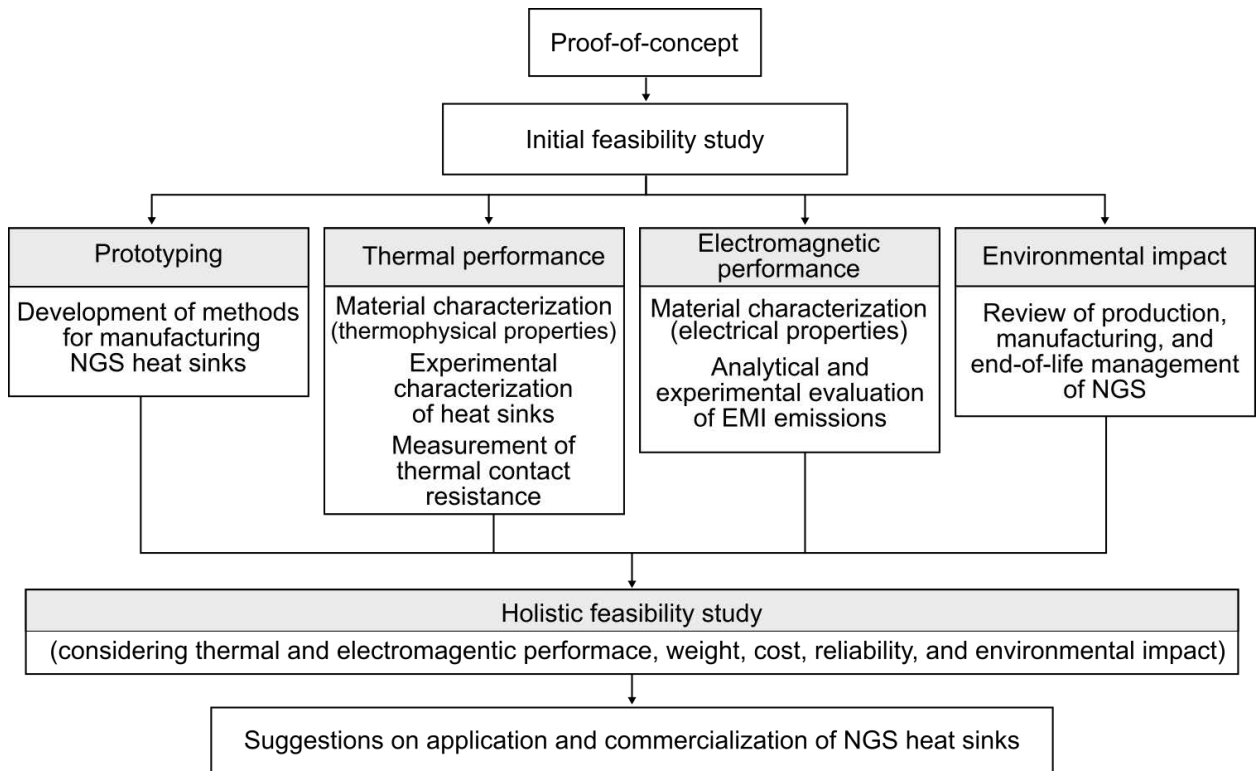 Proof-of-concept
Initial feasibility study
Prototyping
Development of methods
for manufacturing
NGS heat sinks
Thermal performance
Material characterization
(thermophysical properties)
Experimental
characterization
of heat sinks
Measurement of
thermal contact
resistance
Electromagnetic
performance
Material characterization
(electrical properties)
Analytical and
experimental evaluation
of EMI emissions
Environmental impact
Review of production,
manufacturing, and
end-of-life management
of NGS
Holistic feasibility study
(considering thermal and electromagentic performace, weight, cost, reliability, and environmental impact)
Suggestions on application and commercialization of NGS heat sinks